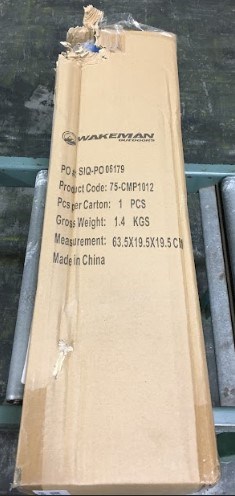 WAKEMAN
OUTDOORS
PO # SIQ-PO 05179
Product Code: 75-CMP1012
Pcs per Carton: 1 PCS
Gross Weight: 1.4 KGS
Measurement: 63.5X19.5X19.5 CM
Made in China